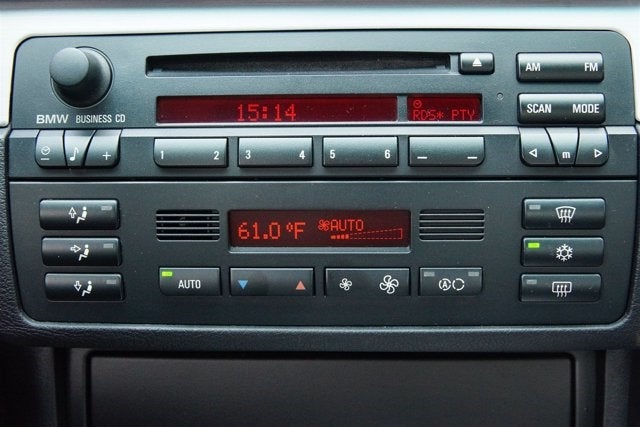 AM FM
15:14
RDS* PTY
SCAN MODE
BMW BUSINESS CD
1 2 3 4 5 6
m
61.0°F AUTO
AUTO
A